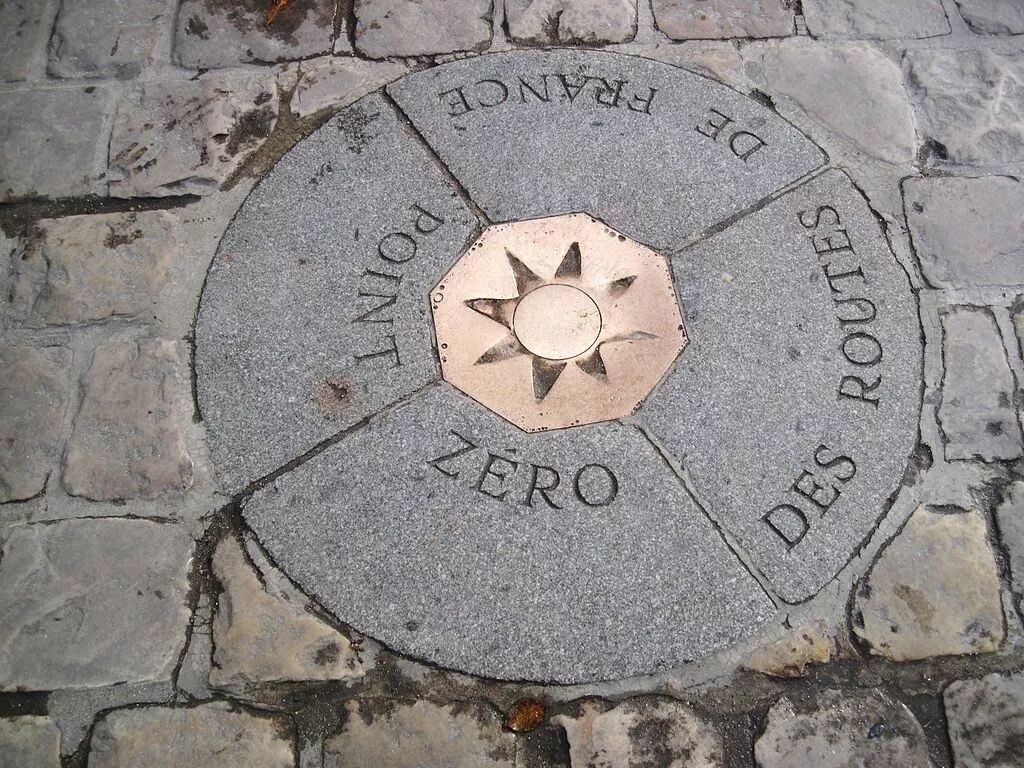 POINT
ZÉRO
DES ROUTES
DE FRANCE